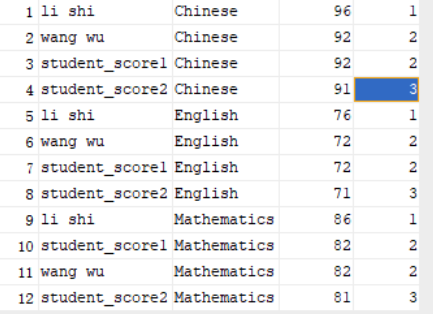 1 li shi Chinese 96 1
2 wang wu Chinese 92 2
3 student_score1 Chinese 92 2
4 student_score2 Chinese 91 3
5 li shi English 76 1
6 wang wu English 72 2
7 student_score1 English 72 2
8 student_score2 English 71 3
9 li shi Mathematics 86 1
10 student_score1 Mathematics 82 2
11 wang wu Mathematics 82 2
12 student_score2 Mathematics 81 3